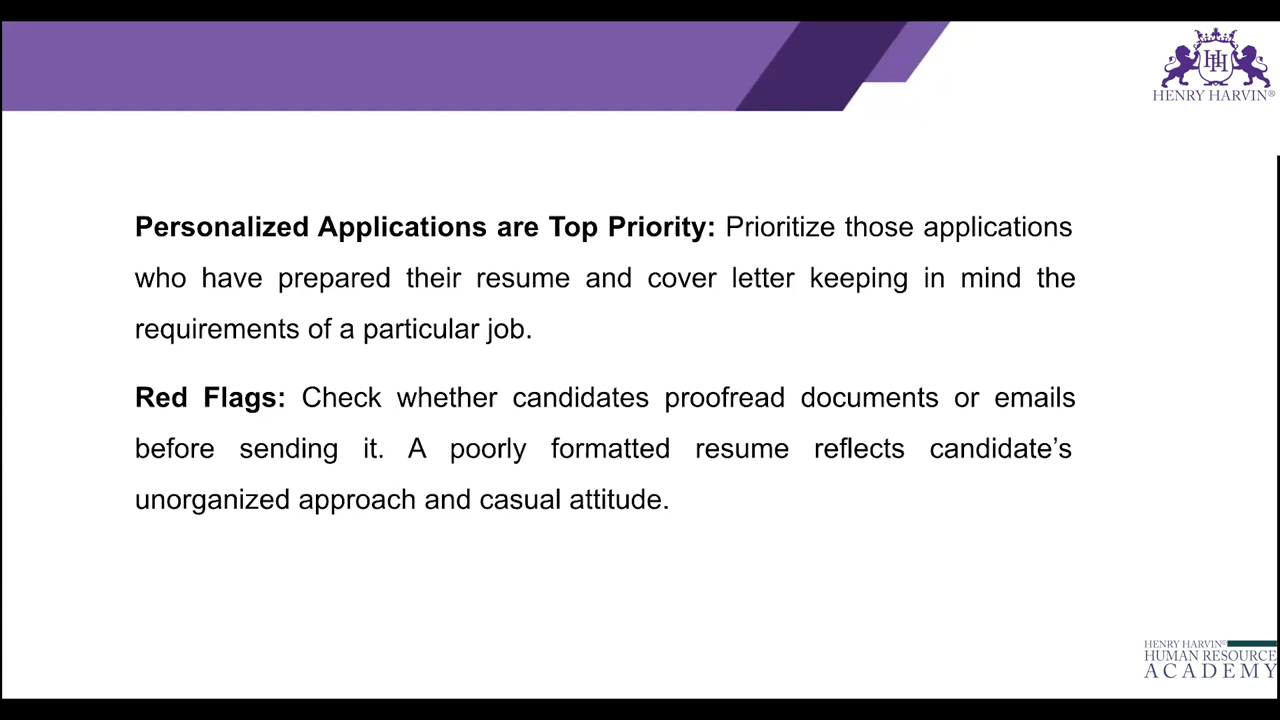 HENRY HARVIN®
Personalized Applications are Top Priority: Prioritize those applications
who have prepared their resume and cover letter keeping in mind the
requirements of a particular job.
Red Flags: Check whether candidates proofread documents or emails
before sending it. A poorly formatted resume reflects candidate’s
unorganized approach and casual attitude.
HENRY HARVIN®
HUMAN RESOURCE
ACADEMY